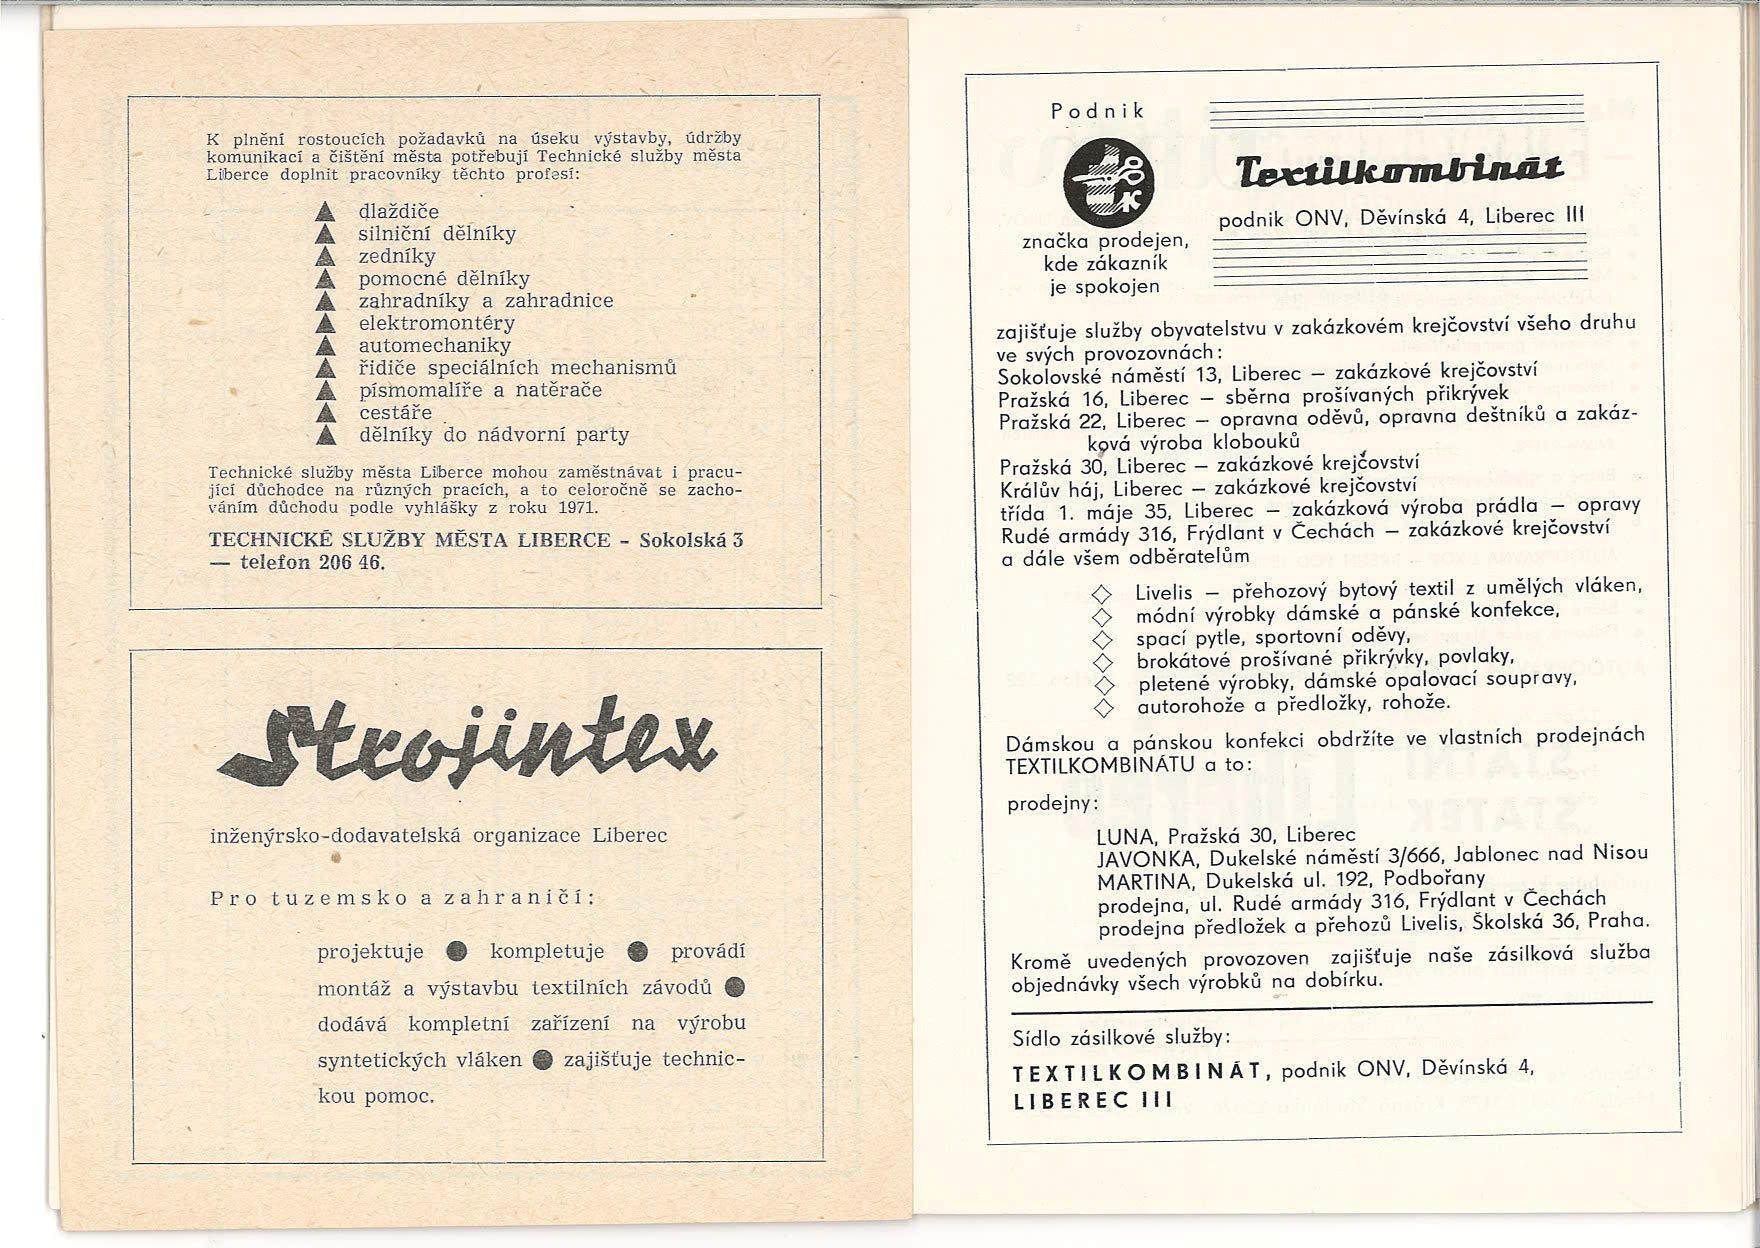 K plnění rostoucích požadavků na úseku výstavby, údržby
komunikací a čištění města potřebují Technické služby města
Liberce doplnit pracovníky těchto profesí:
dlaždiče
silniční dělníky
zedníky
pomocné dělníky
zahradníky a zahradnice
elektromontéry
automechaniky
řidiče speciálních mechanismů
písmomalíře a natěrače
cestáře
dělníky do nádvorní party
Technické služby města Liberce mohou zaměstnávat i pracu-
jící důchodce na různých pracích, a to celoročně se zacho-
váním důchodu podle vyhlášky z roku 1971.
TECHNICKÉ SLUŽBY MĚSTA LIBERCE - Sokolská 3
— telefon 206 46.
Strojintex
inženýrsko-dodavatelská organizace Liberec
Pro tuzemsko a zahraničí:
projektuje ● kompletuje ● provádí
montáž a výstavbu textilních závodů ●
dodává kompletní zařízení na výrobu
syntetických vláken ● zajišťuje technic-
kou pomoc.
Podnik
K
značka prodejen,
kde zákazník
je spokojen
Textilkombinát
podnik ONV, Děvínská 4, Liberec III
zajišťuje služby obyvatelstvu v zakázkovém krejčovství všeho druhu
ve svých provozovnách:
Sokolovské náměstí 13, Liberec — zakázkové krejčovství
Pražská 16, Liberec — sběrna prošívaných přikrývek
Pražská 22, Liberec — opravna oděvů, opravna deštníků a zakáz-
ková výroba klobouků
Pražská 30, Liberec — zakázkové krejčovství
Králův háj, Liberec — zakázkové krejčovství
třída 1. máje 35, Liberec — zakázková výroba prádla — opravy
Rudé armády 316, Frýdlant v Čechách — zakázkové krejčovství
a dále všem odběratelům
◇ Livelis — přehozový bytový textil z umělých vláken,
◇ módní výrobky dámské a pánské konfekce,
◇ spací pytle, sportovní oděvy,
◇ brokátové prošívané přikrývky, povlaky,
◇ pletené výrobky, dámské opalovací soupravy,
◇ autorohože a předložky, rohože.
Dámskou a pánskou konfekci obdržíte ve vlastních prodejnách
TEXTILKOMBINÁTU a to:
prodejny:
LUNA, Pražská 30, Liberec
JAVONKA, Dukelské náměstí 3/666, Jablonec nad Nisou
MARTINA, Dukelská ul. 192, Podbořany
prodejna, ul. Rudé armády 316, Frýdlant v Čechách
prodejna předložek a přehozů Livelis, Školská 36, Praha.
Kromě uvedených provozoven zajišťuje naše zásilková služba
objednávky všech výrobků na dobírku.
Sídlo zásilkové služby:
TEXTILKOMBINÁT, podnik ONV, Děvínská 4,
LIBEREC III